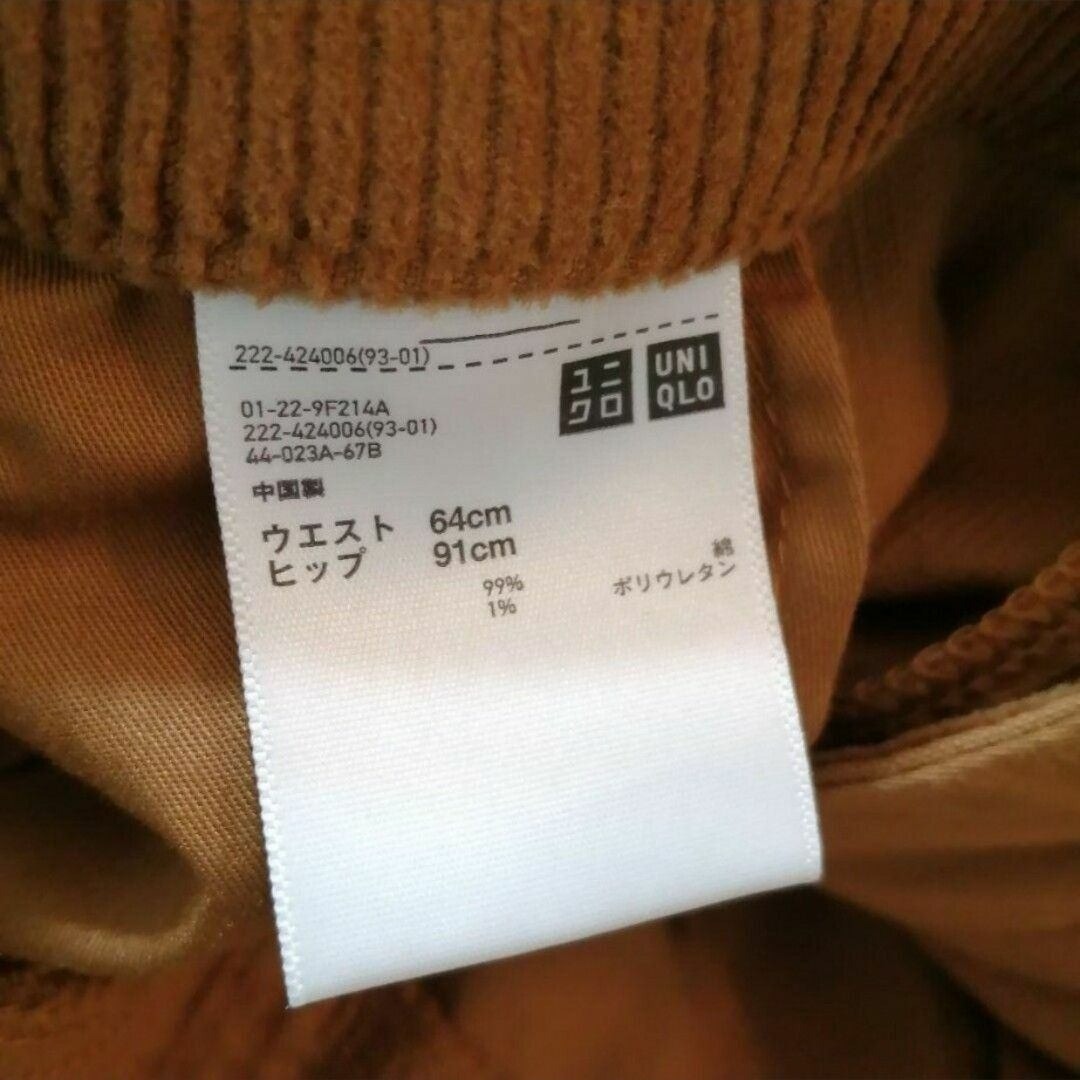 222-424006(93-01)
ユニ
クロ
UNI
QLO
01-22-9F214A
222-424006(93-01)
44-023A-67B
中国製
ウエスト 64cm
ヒップ 91cm
99% 綿
1% ポリウレタン